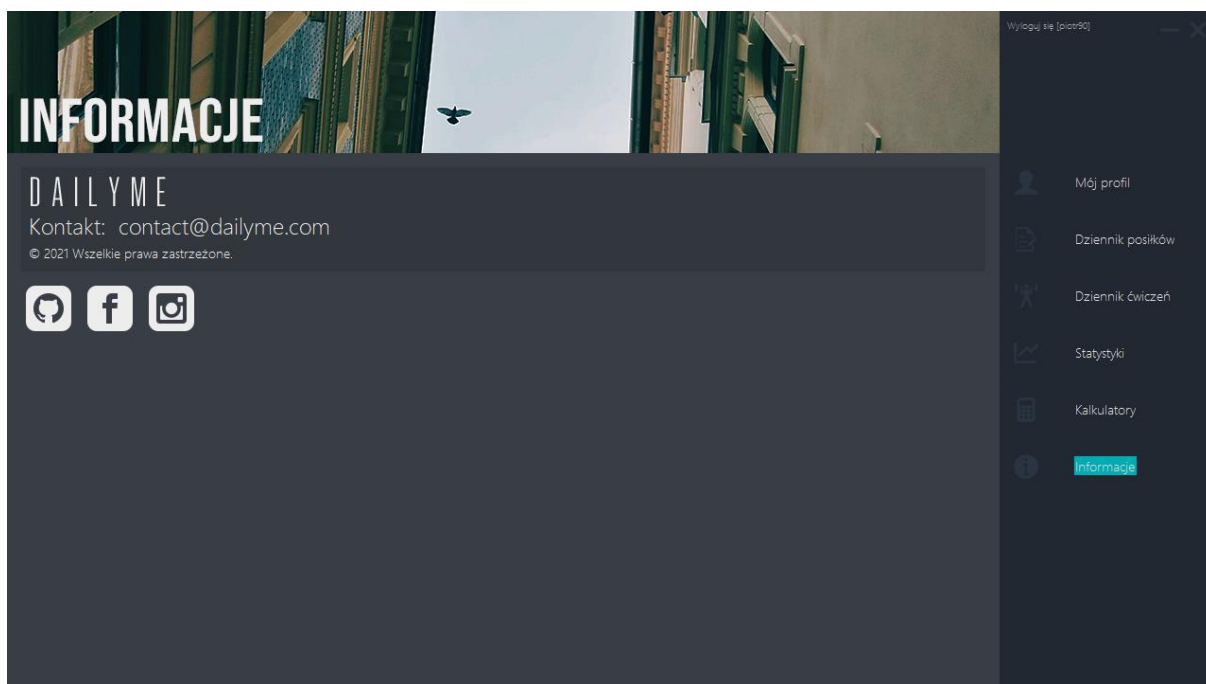 INFORMACJE
DAILYME
Kontakt: contact@dailyme.com
© 2021 Wszelkie prawa zastrzeżone.
Wyloguj się [piotr90]
Mój profil
Dziennik posiłków
Dziennik ćwiczeń
Statystyki
Kalkulatory
Informacje